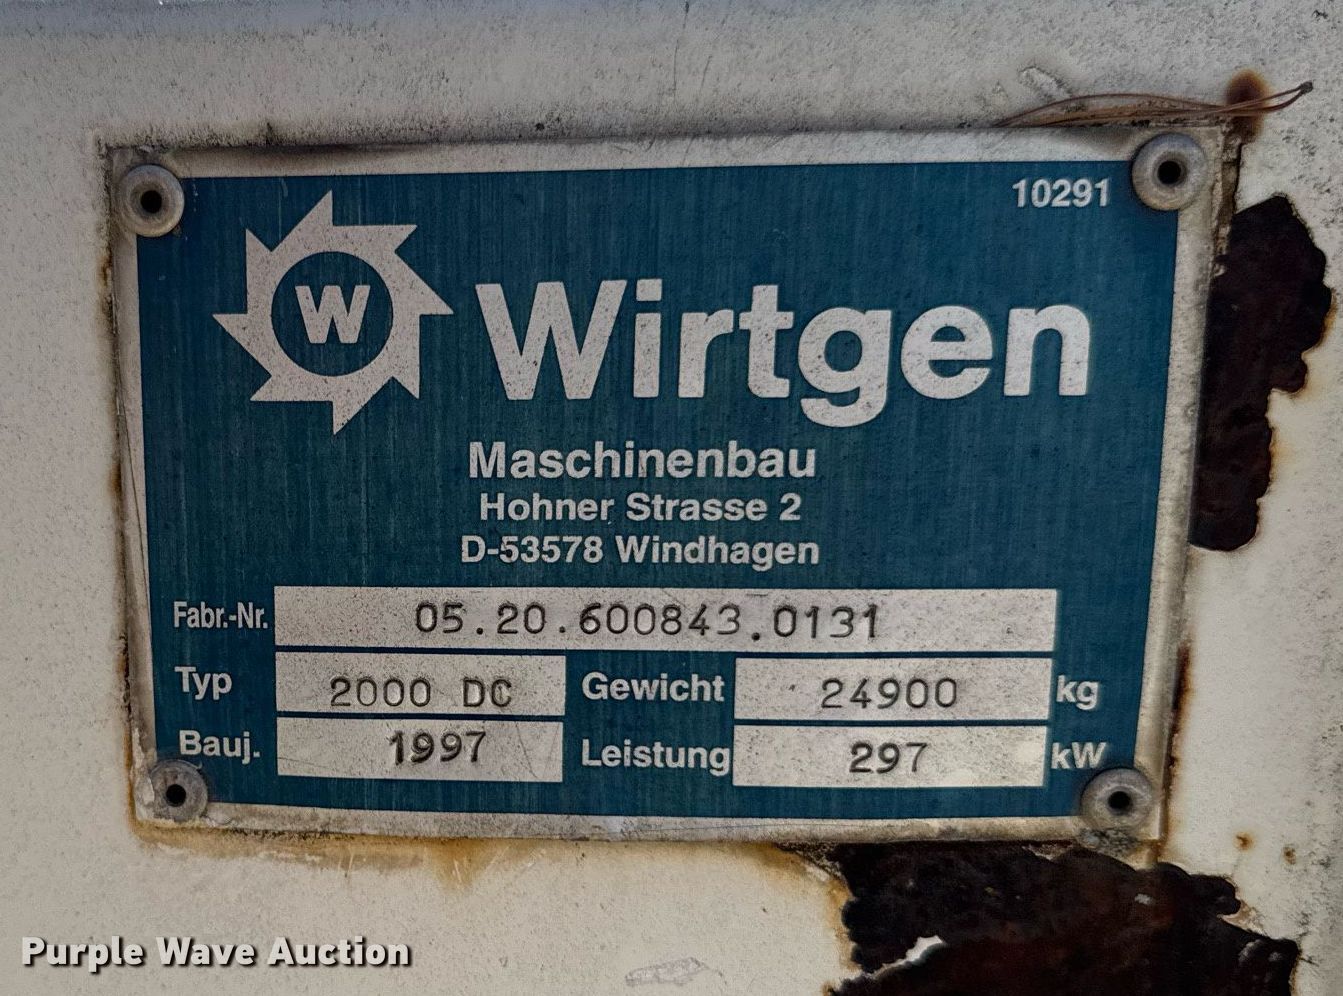 10291
W
Wirtgen
Maschinenbau
Hohner Strasse 2
D-53578 Windhagen
Fabr.-Nr. 05.20.600843.0131
Typ 2000 DC Gewicht 24900 kg
Bauj. 1997 Leistung 297 kW
Purple Wave Auction